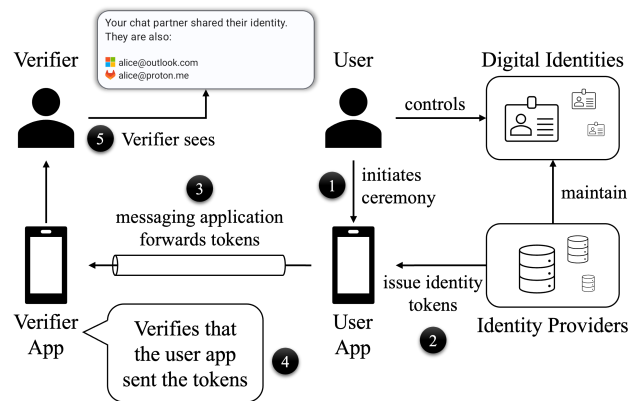 Your chat partner shared their identity.
They are also:
alice@outlook.com
alice@proton.me
Verifier
User
Digital Identities
controls
5 Verifier sees
1 initiates
ceremony
3
messaging application
forwards tokens
maintain
issue identity
tokens
2
Verifier
App
User
App
Identity Providers
Verifies that
the user app
sent the tokens
4